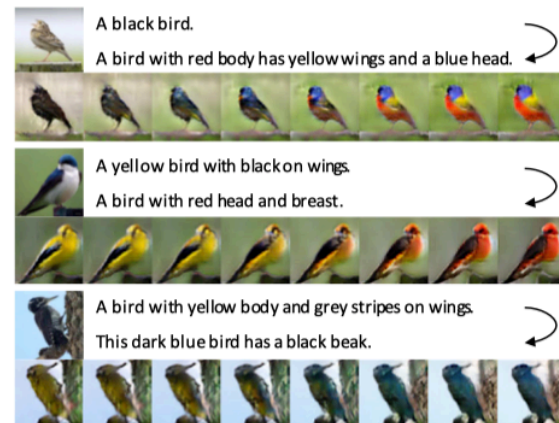 A black bird.
A bird with red body has yellow wings and a blue head.
A yellow bird with black on wings.
A bird with red head and breast.
A bird with yellow body and grey stripes on wings.
This dark blue bird has a black beak.